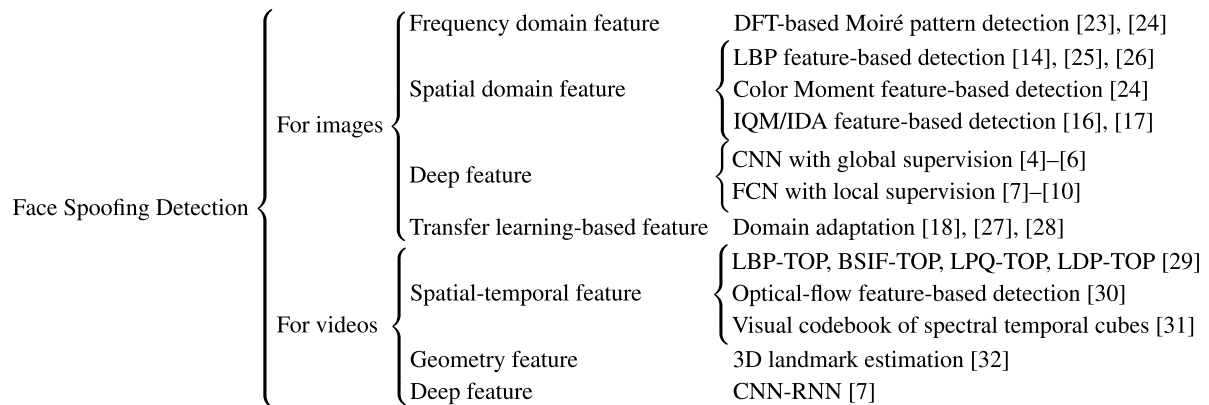 Face Spoofing Detection
For images
Frequency domain feature
DFT-based Moiré pattern detection [23], [24]
Spatial domain feature
LBP feature-based detection [14], [25], [26]
Color Moment feature-based detection [24]
IQM/IDA feature-based detection [16], [17]
Deep feature
CNN with global supervision [4]–[6]
FCN with local supervision [7]–[10]
Transfer learning-based feature
Domain adaptation [18], [27], [28]
For videos
Spatial-temporal feature
LBP-TOP, BSIF-TOP, LPQ-TOP, LDP-TOP [29]
Optical-flow feature-based detection [30]
Visual codebook of spectral temporal cubes [31]
Geometry feature
3D landmark estimation [32]
Deep feature
CNN-RNN [7]